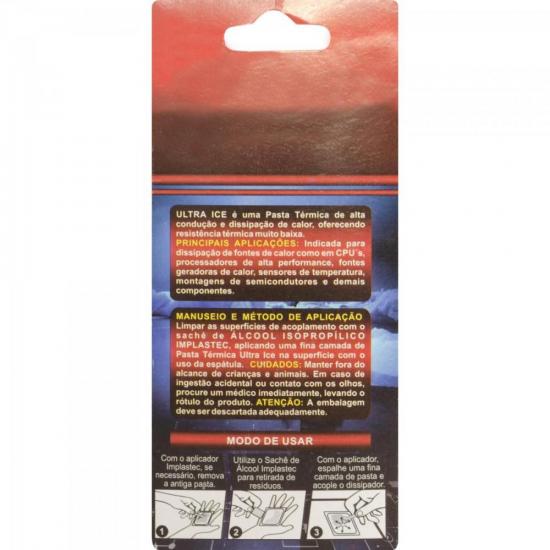 ULTRA ICE é uma Pasta Térmica de alta
condução e dissipação de calor, oferecendo
resistência térmica muito baixa.
PRINCIPAIS APLICAÇÕES: Indicada para
dissipação de fontes de calor como em CPU´s,
processadores de alta performance, fontes
geradoras de calor, sensores de temperatura,
montagens de semicondutores e demais
componentes.
MANUSEIO E MÉTODO DE APLICAÇÃO
Limpar as superfícies de acoplamento com o
sachê de ÁLCOOL ISOPROPÍLICO
IMPLASTEC, aplicando uma fina camada de
Pasta Térmica Ultra Ice na superfície com o
uso da espátula. CUIDADOS: Manter fora do
alcance de crianças e animais. Em caso de
ingestão acidental ou contato com os olhos,
procure um médico imediatamente, levando o
rótulo do produto. ATENÇÃO: A embalagem
deve ser descartada adequadamente.
MODO DE USAR
Com o aplicador
Implastec, se
necessário, remova
a antiga pasta.
Utilize o Sachê de
Álcool Implastec
para retirada de
resíduos.
Com o aplicador,
espalhe uma fina
camada de pasta e
acople o dissipador.
1
2
3